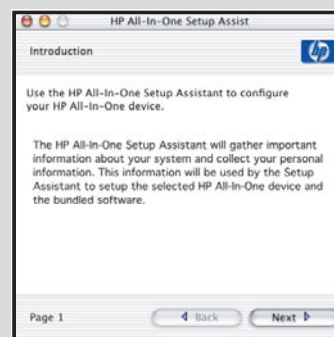 HP All-In-One Setup Assist
Introduction
hp
Use the HP All-In-One Setup Assistant to configure
your HP All-In-One device.
The HP All-In-One Setup Assistant will gather important
information about your system and collect your personal
information. This information will be used by the Setup
Assistant to setup the selected HP All-In-One device and
the bundled software.
Page 1
Back
Next